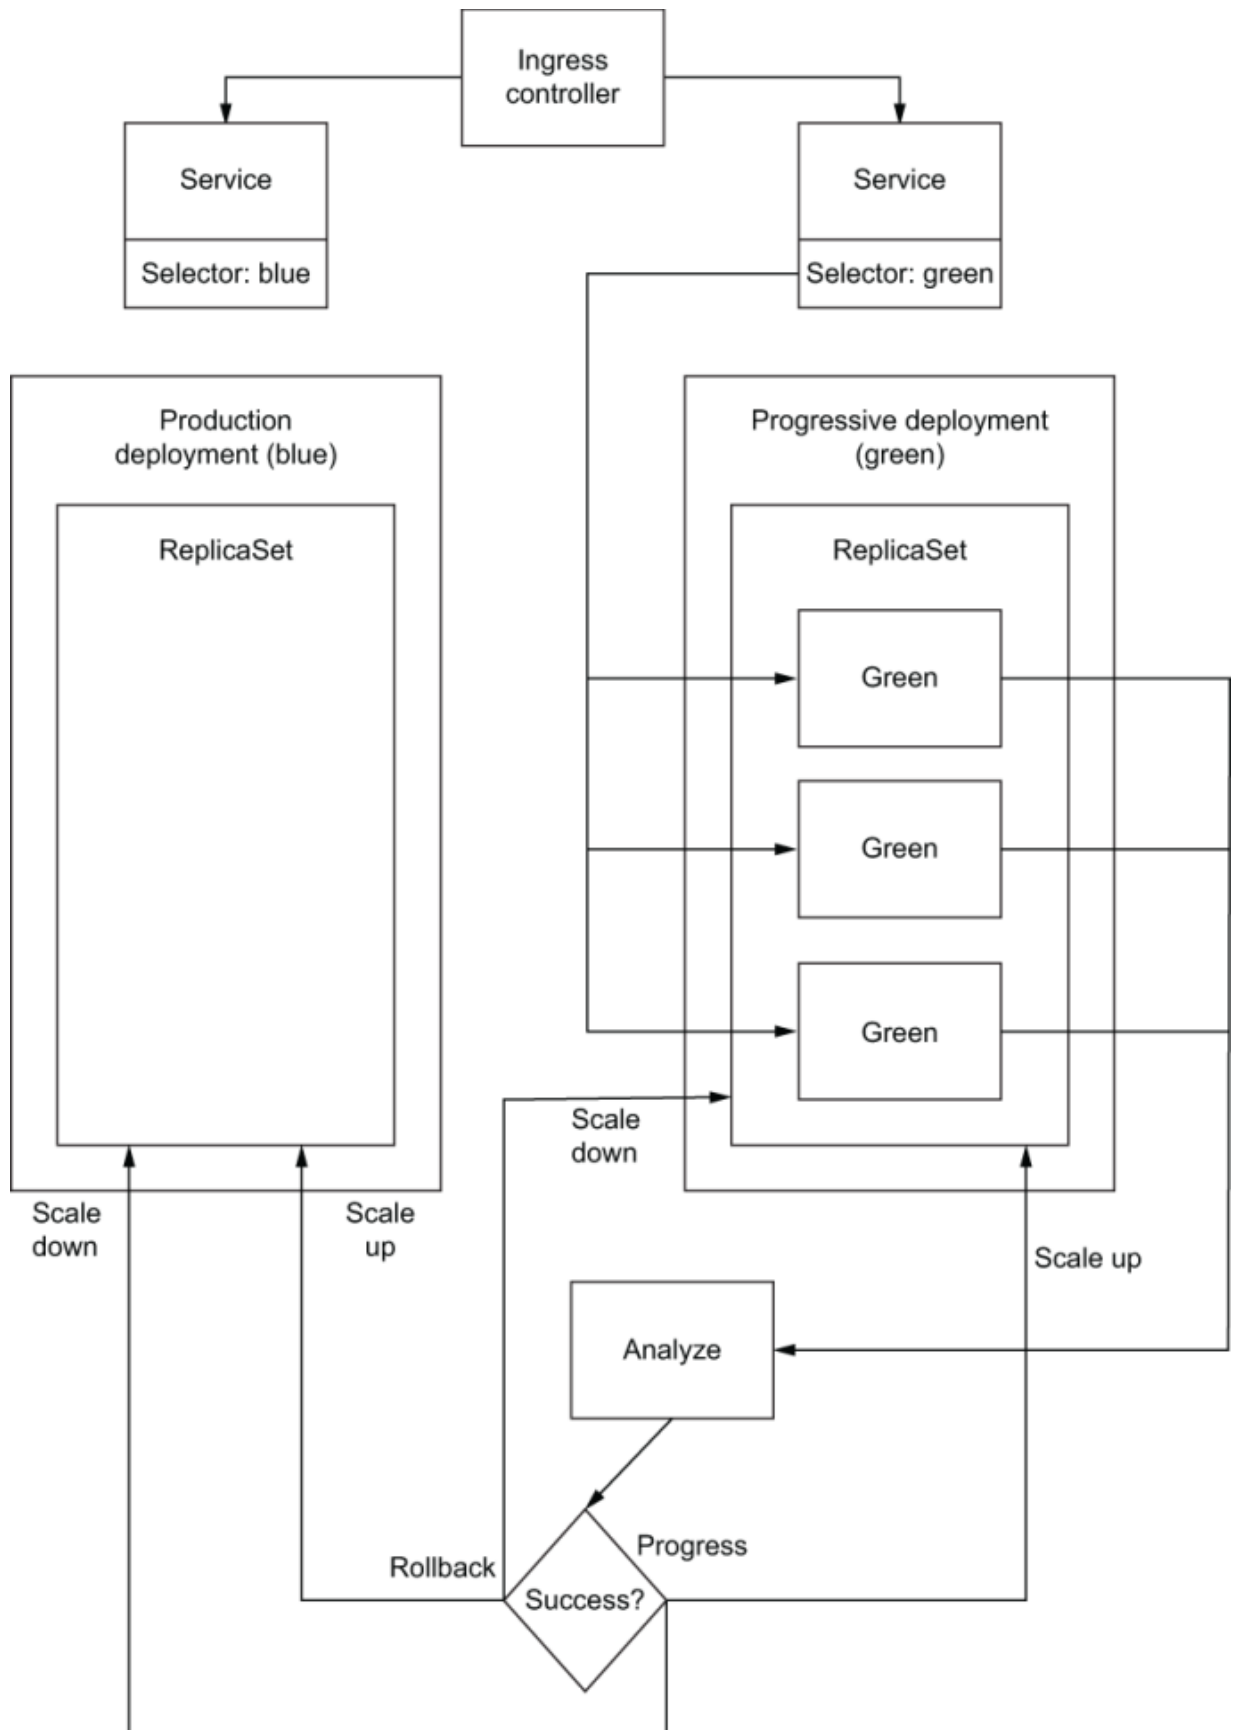 Ingress
controller
Service
Selector: blue
Service
Selector: green
Production
deployment (blue)
ReplicaSet
Progressive deployment
(green)
ReplicaSet
Green
Green
Green
Scale
down
Scale
down
Scale
up
Scale up
Analyze
Rollback
Progress
Success?